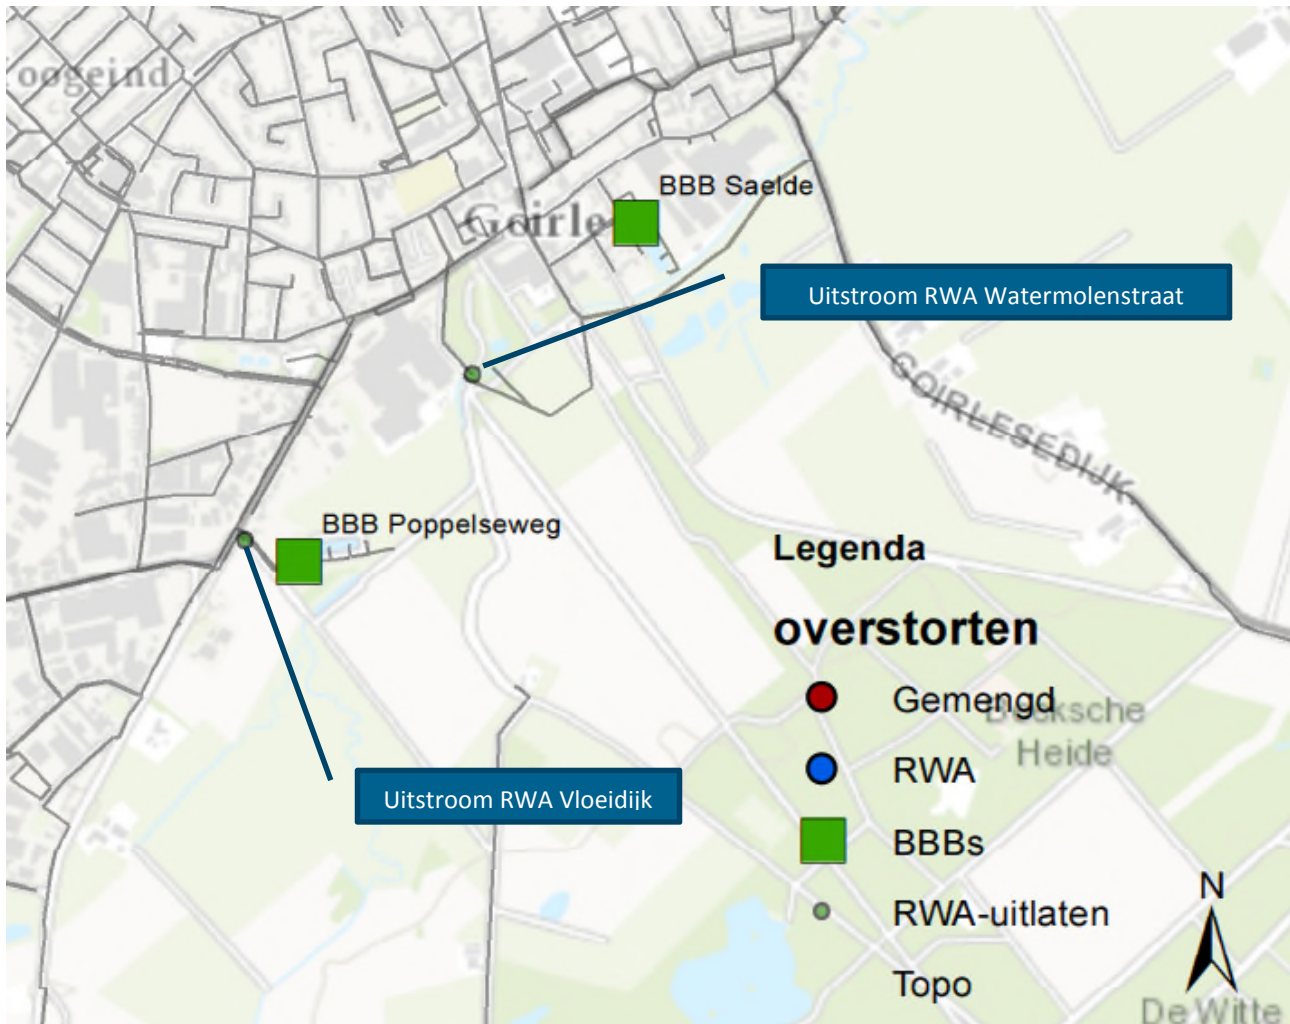 oogeind
BBB Saelde
Goirle
Uitstroom RWA Watermolenstraat
GOIRLESEDIJK
BBB Poppelseweg
Legenda
overstorten
Gemengd
Beeksche
Heide
RWA
Uitstroom RWA Vloeidijk
BBBs
N
RWA-uitlaten
Topo
De Witte